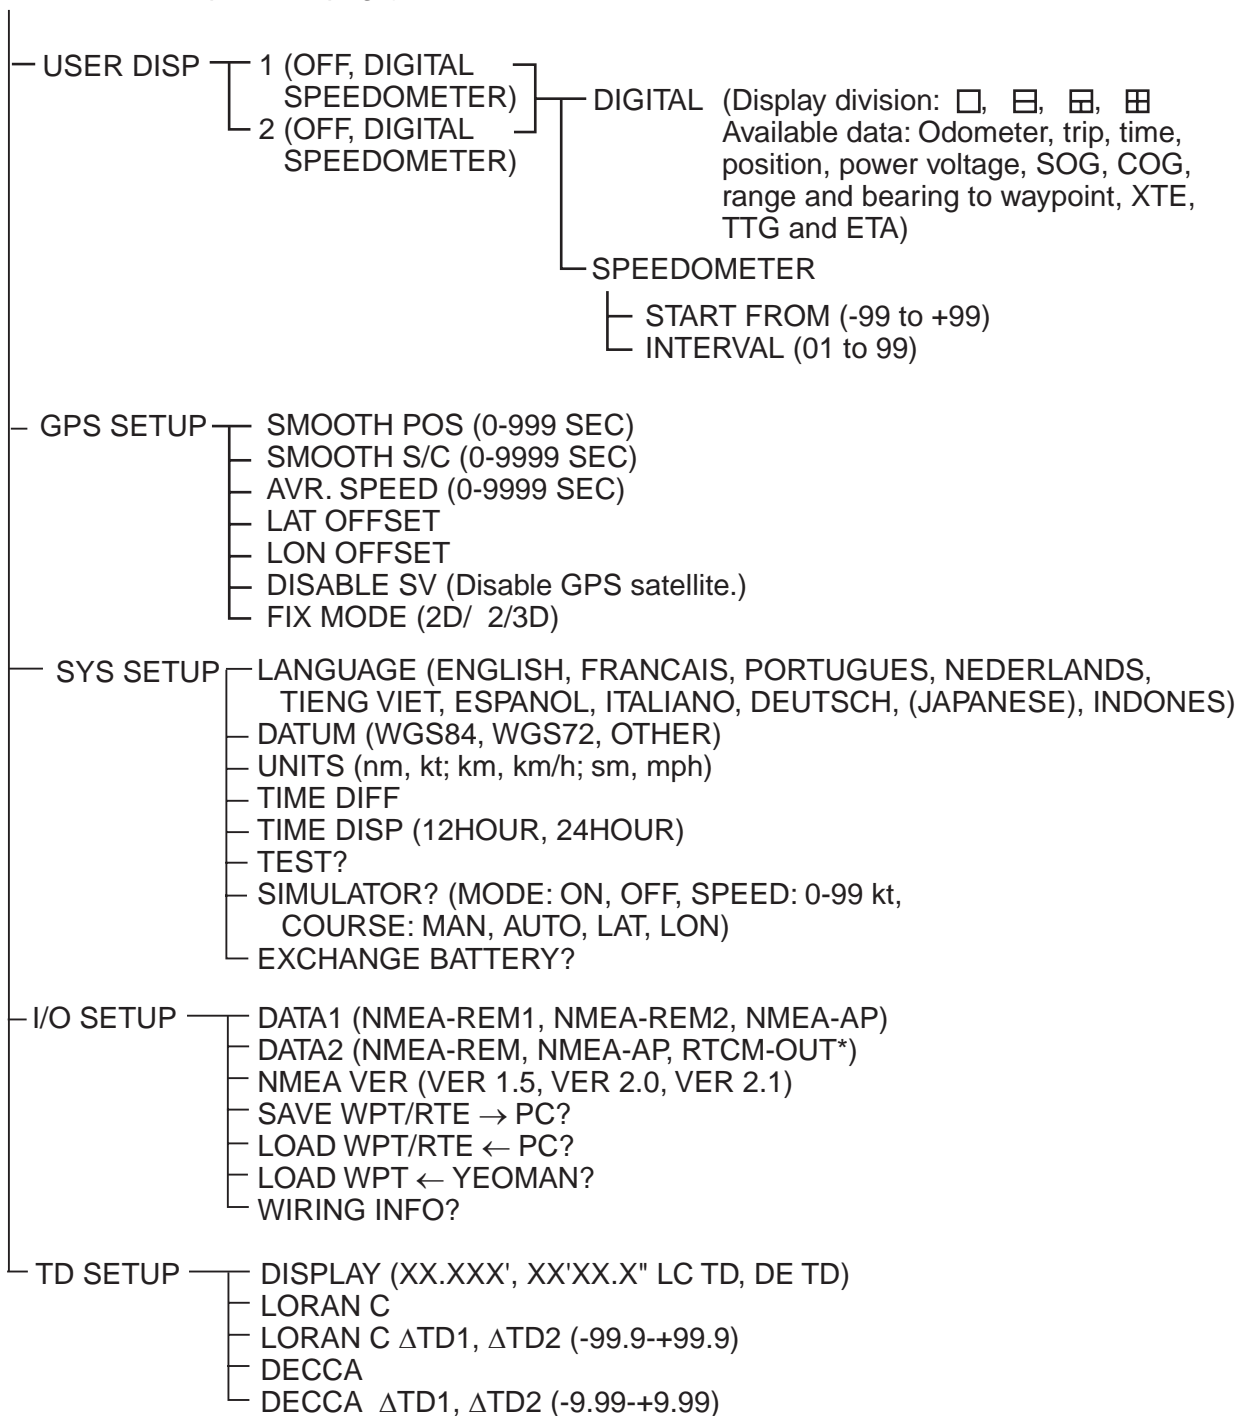 USER DISP
1 (OFF, DIGITAL
SPEEDOMETER)
2 (OFF, DIGITAL
SPEEDOMETER)
DIGITAL (Display division: □, ⊟, , ⊞
Available data: Odometer, trip, time,
position, power voltage, SOG, COG,
range and bearing to waypoint, XTE,
TTG and ETA)
SPEEDOMETER
START FROM (-99 to +99)
INTERVAL (01 to 99)
GPS SETUP
SMOOTH POS (0-999 SEC)
SMOOTH S/C (0-9999 SEC)
AVR. SPEED (0-9999 SEC)
LAT OFFSET
LON OFFSET
DISABLE SV (Disable GPS satellite.)
FIX MODE (2D/ 2/3D)
SYS SETUP
LANGUAGE (ENGLISH, FRANCAIS, PORTUGUES, NEDERLANDS,
TIENG VIET, ESPANOL, ITALIANO, DEUTSCH, (JAPANESE), INDONES)
DATUM (WGS84, WGS72, OTHER)
UNITS (nm, kt; km, km/h; sm, mph)
TIME DIFF
TIME DISP (12HOUR, 24HOUR)
TEST?
SIMULATOR? (MODE: ON, OFF, SPEED: 0-99 kt,
COURSE: MAN, AUTO, LAT, LON)
EXCHANGE BATTERY?
I/O SETUP
DATA1 (NMEA-REM1, NMEA-REM2, NMEA-AP)
DATA2 (NMEA-REM, NMEA-AP, RTCM-OUT*)
NMEA VER (VER 1.5, VER 2.0, VER 2.1)
SAVE WPT/RTE → PC?
LOAD WPT/RTE ← PC?
LOAD WPT ← YEOMAN?
WIRING INFO?
TD SETUP
DISPLAY (XX.XXX', XX'XX.X" LC TD, DE TD)
LORAN C
LORAN C ΔTD1, ΔTD2 (-99.9-+99.9)
DECCA
DECCA ΔTD1, ΔTD2 (-9.99-+9.99)